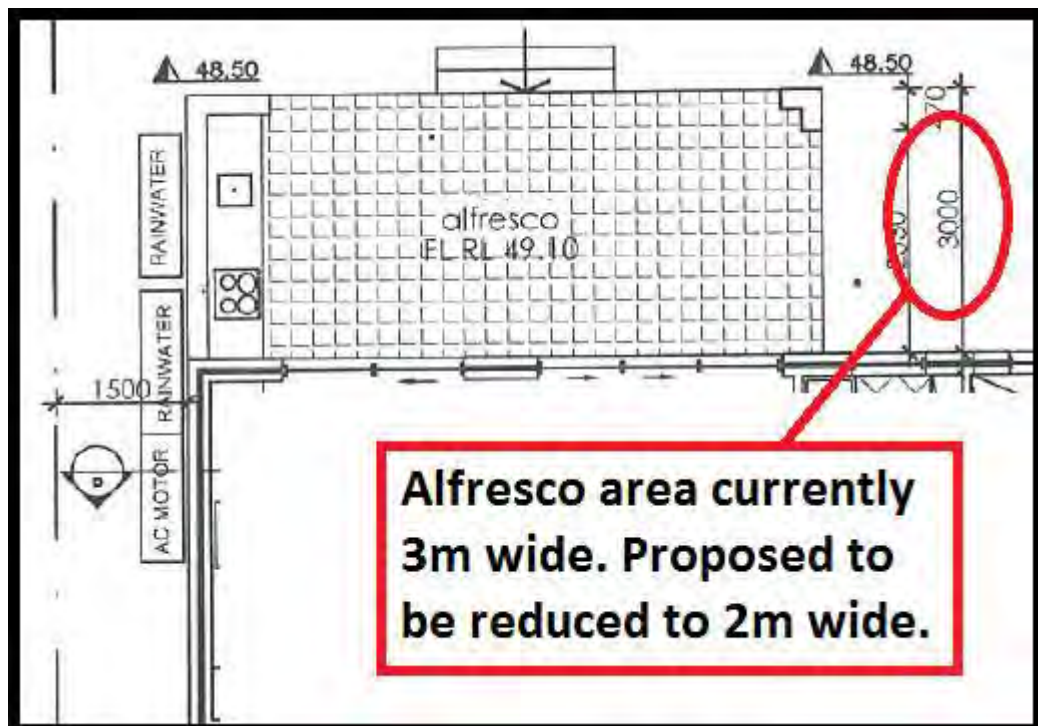 48.50
48.50
RAINWATER
3000
alfresco
FL RL 49.10
RAINWATER
1500
AC MOTOR
Alfresco area currently
3m wide. Proposed to
be reduced to 2m wide.